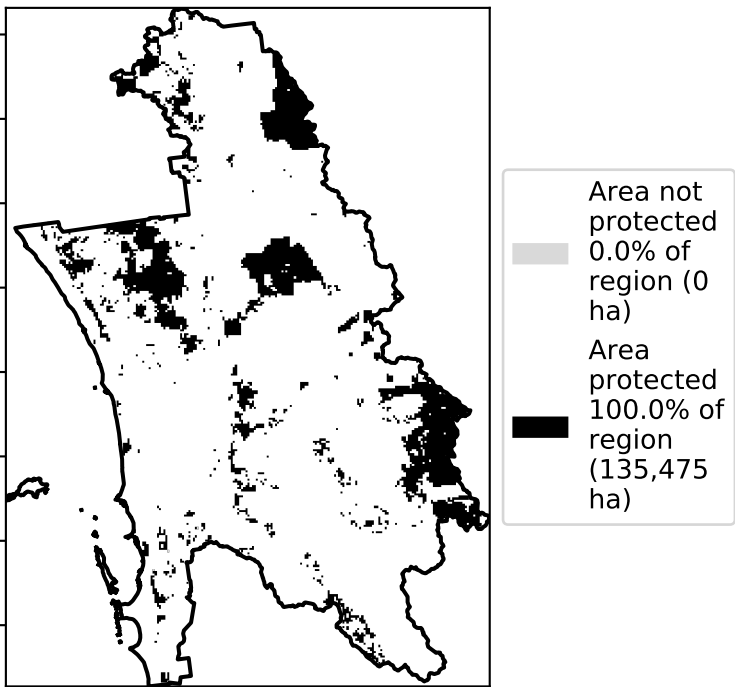 Area not
protected
0.0% of
region (0
ha)
Area
protected
100.0% of
region
(135,475
ha)